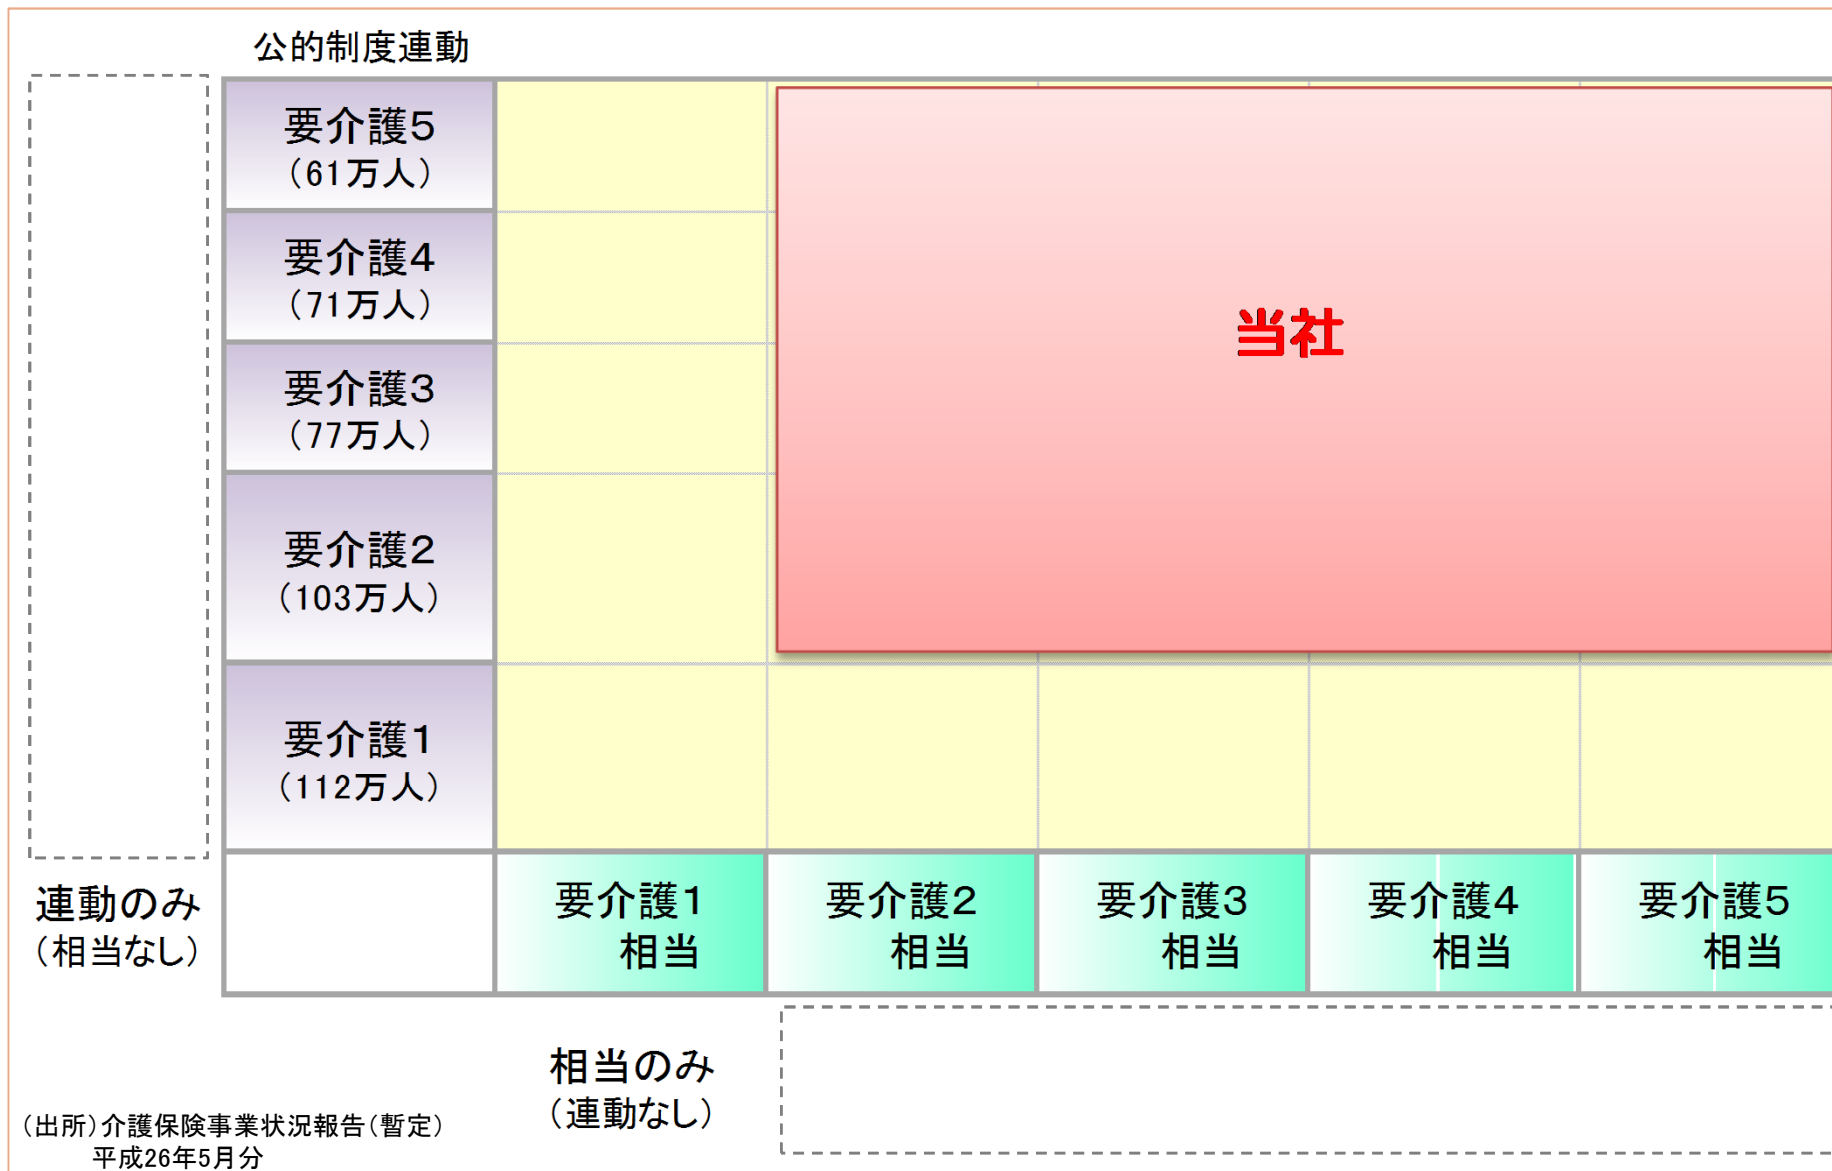 公的制度連動
要介護5
（61万人）
要介護4
（71万人）
要介護3
（77万人）
要介護2
（103万人）
要介護1
（112万人）
当社
要介護1
相当
要介護2
相当
要介護3
相当
要介護4
相当
要介護5
相当
連動のみ
（相当なし）
相当のみ
（連動なし）
（出所）介護保険事業状況報告（暫定）
平成26年5月分